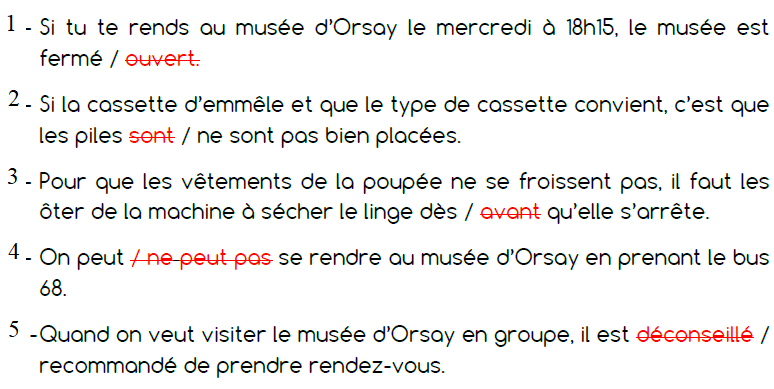 1 - Si tu te rends au musée d'Orsay le mercredi à 18h15, le musée est
fermé / ouvert.
2 - Si la cassette d'emmêle et que le type de cassette convient, c'est que
les piles sont / ne sont pas bien placées.
3 - Pour que les vêtements de la poupée ne se froissent pas, il faut les
ôter de la machine à sécher le linge dès / avant qu'elle s'arrête.
4 - On peut / ne peut pas se rendre au musée d'Orsay en prenant le bus
68.
5 -Quand on veut visiter le musée d'Orsay en groupe, il est déconseillé /
recommandé de prendre rendez-vous.